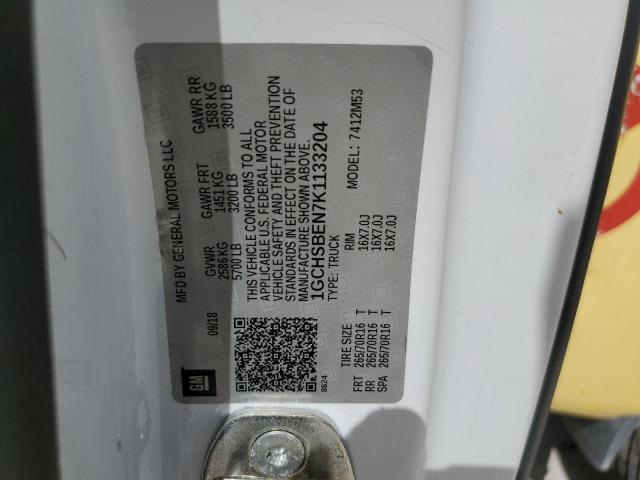 GM
MFD BY GENERAL MOTORS LLC
09/18 GVWR GAWR FRT GAWR RR
2586 KG 1451 KG 1588 KG
5700 LB 3200 LB 3500 LB
THIS VEHICLE CONFORMS TO ALL
APPLICABLE U.S. FEDERAL MOTOR
VEHICLE SAFETY AND THEFT PREVENTION
STANDARDS IN EFFECT ON THE DATE OF
MANUFACTURE SHOWN ABOVE.
1GCHSBEN7K1133204
8624 TYPE: TRUCK MODEL: 7412M53
TIRE SIZE RIM
FRT 265/70R16 T 16X7.0J
RR 265/70R16 T 16X7.0J
SPA 265/70R16 T 16X7.0J